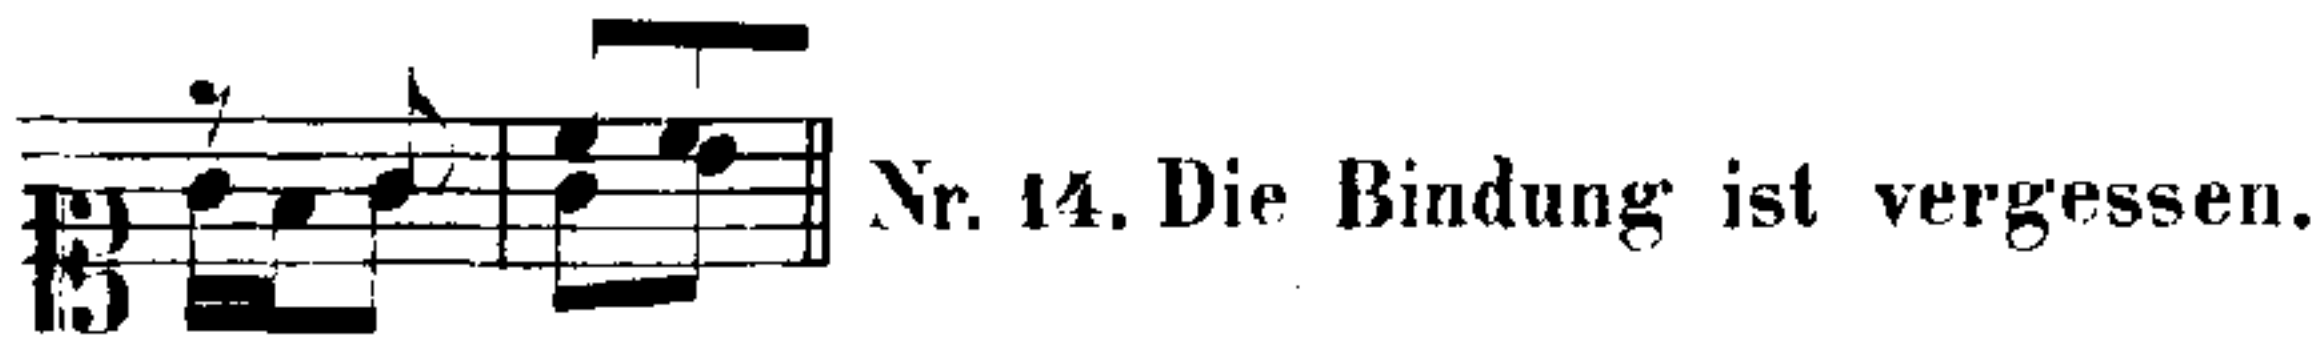 Nr. 14. Die Bindung ist vergessen.